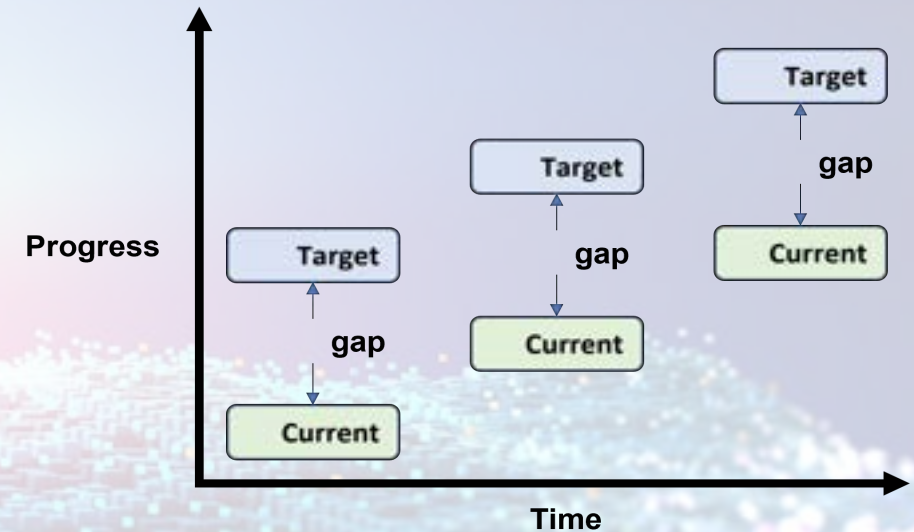 Target
gap
Current
Target
gap
Current
Target
gap
Current
Progress
Time